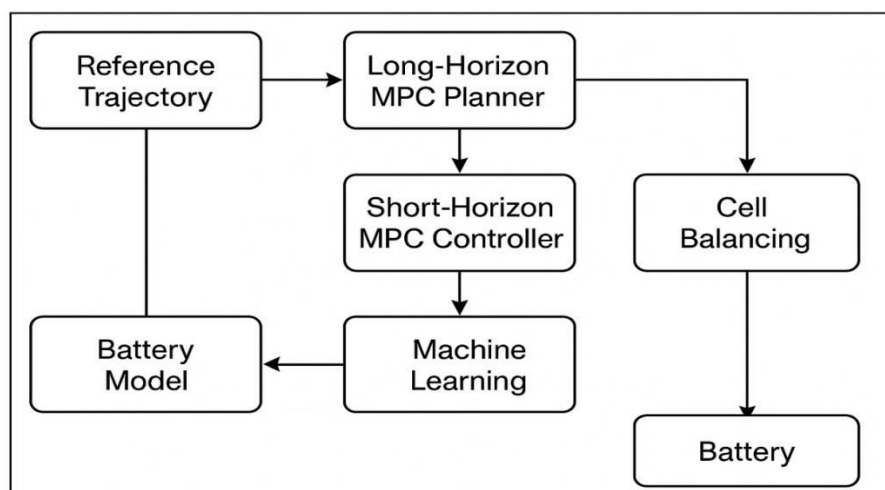 Reference
Trajectory
Long-Horizon
MPC Planner
Short-Horizon
MPC Controller
Cell
Balancing
Battery
Model
Machine
Learning
Battery